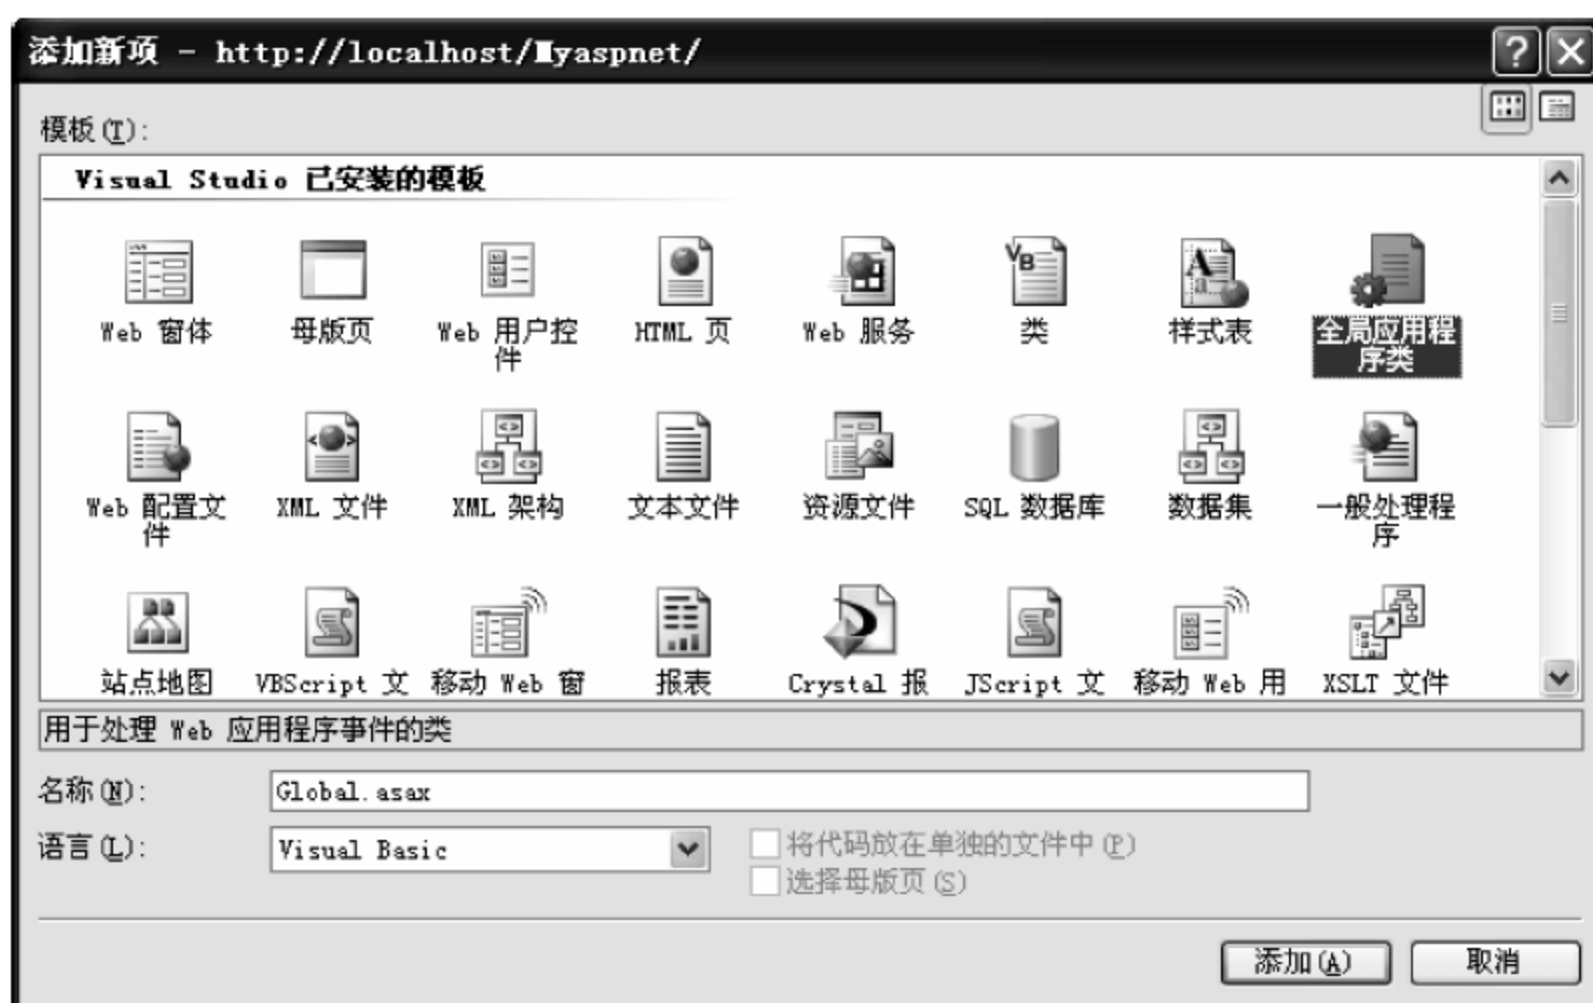 添加新项 - http://localhost/Myaspnet/
模板(T):
Visual Studio 已安装的模板
Web 窗体
母版页
Web 用户控
件
HTML 页
Web 服务
类
样式表
全局应用程
序类
Web 配置文
件
XML 文件
XML 架构
文本文件
资源文件
SQL 数据库
数据集
一般处理程
序
站点地图
VBScript 文
移动 Web 窗
报表
Crystal 报
JScript 文
移动 Web 用
XSLT 文件
用于处理 Web 应用程序事件的类
名称(N):
Global.asax
语言(L):
Visual Basic
将代码放在单独的文件中(P)
选择母版页(S)
添加(A)
取消